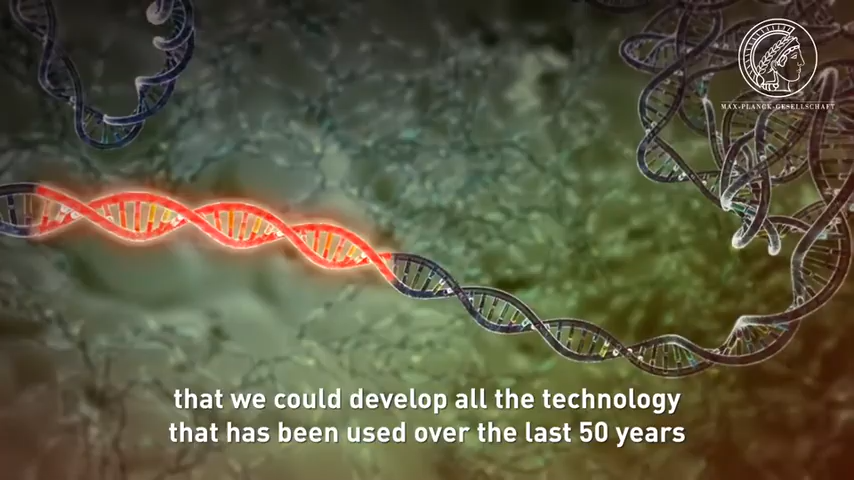 MAX-PLANCK-GESELLSCHAFT
that we could develop all the technology
that has been used over the last 50 years